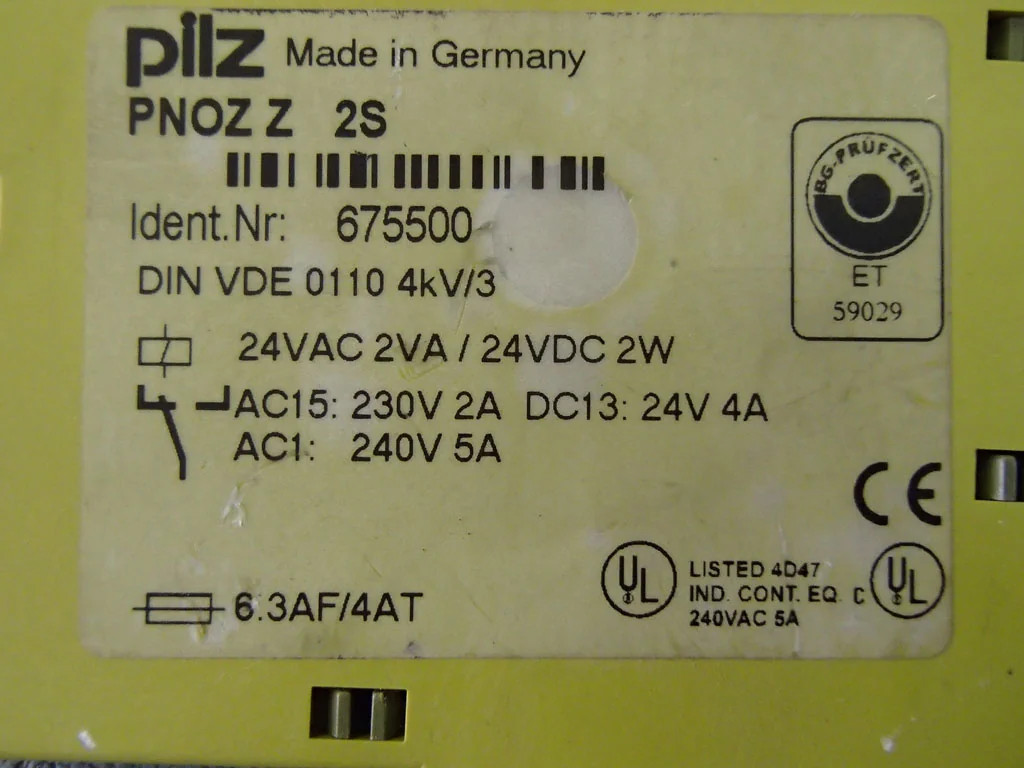 pilz Made in Germany
PNOZ Z 2S
Ident.Nr: 675500
DIN VDE 0110 4kV/3
24VAC 2VA / 24VDC 2W
AC15: 230V 2A DC13: 24V 4A
AC1: 240V 5A
6.3AF/4AT
BG-PRÜFZERT
ET
59029
CE
UL
LISTED 4D47
IND. CONT. EQ.
240VAC 5A
C UL